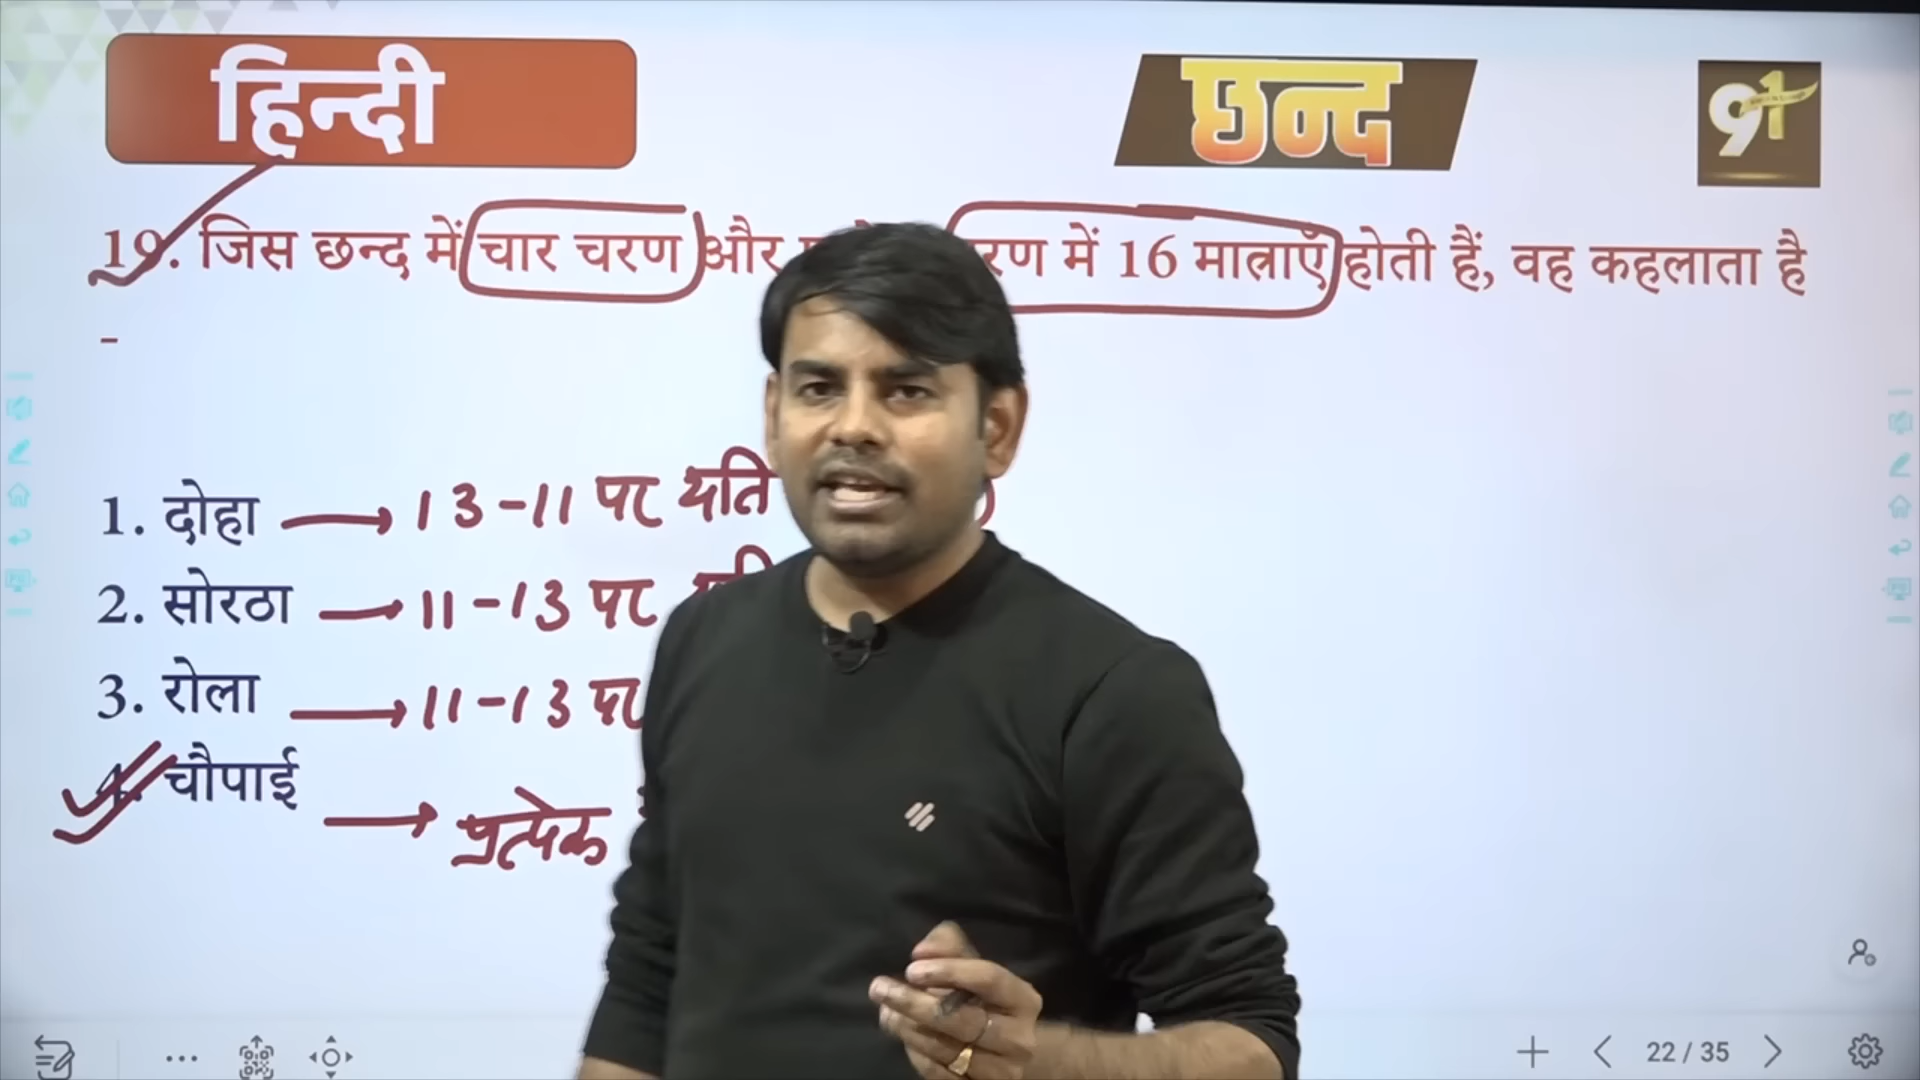 हिन्दी
छन्द
91
19. जिस छन्द में चार चरण और रण में 16 मात्राएँ होती हैं, वह कहलाता है
-
1. दोहा → 13-11 पर यति
2. सोरठा → 11-13 पर
3. रोला → 11-13 पर
4. चौपाई → प्रत्येक
22 / 35